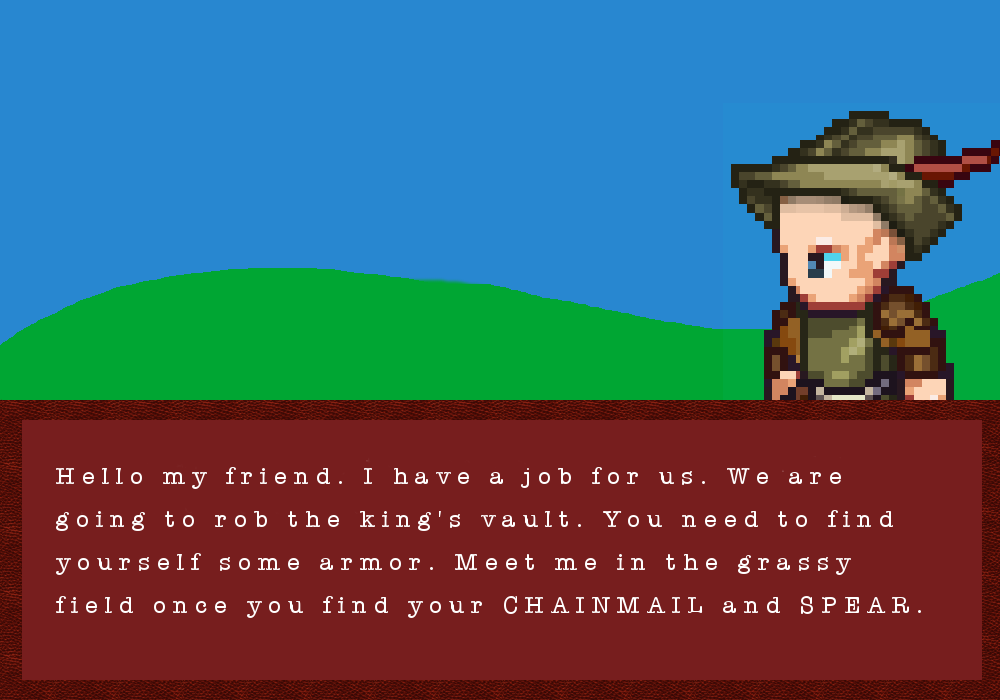 Hello my friend. I have a job for us. We are
going to rob the king's vault. You need to find
yourself some armor. Meet me in the grassy
field once you find your CHAINMAIL and SPEAR.